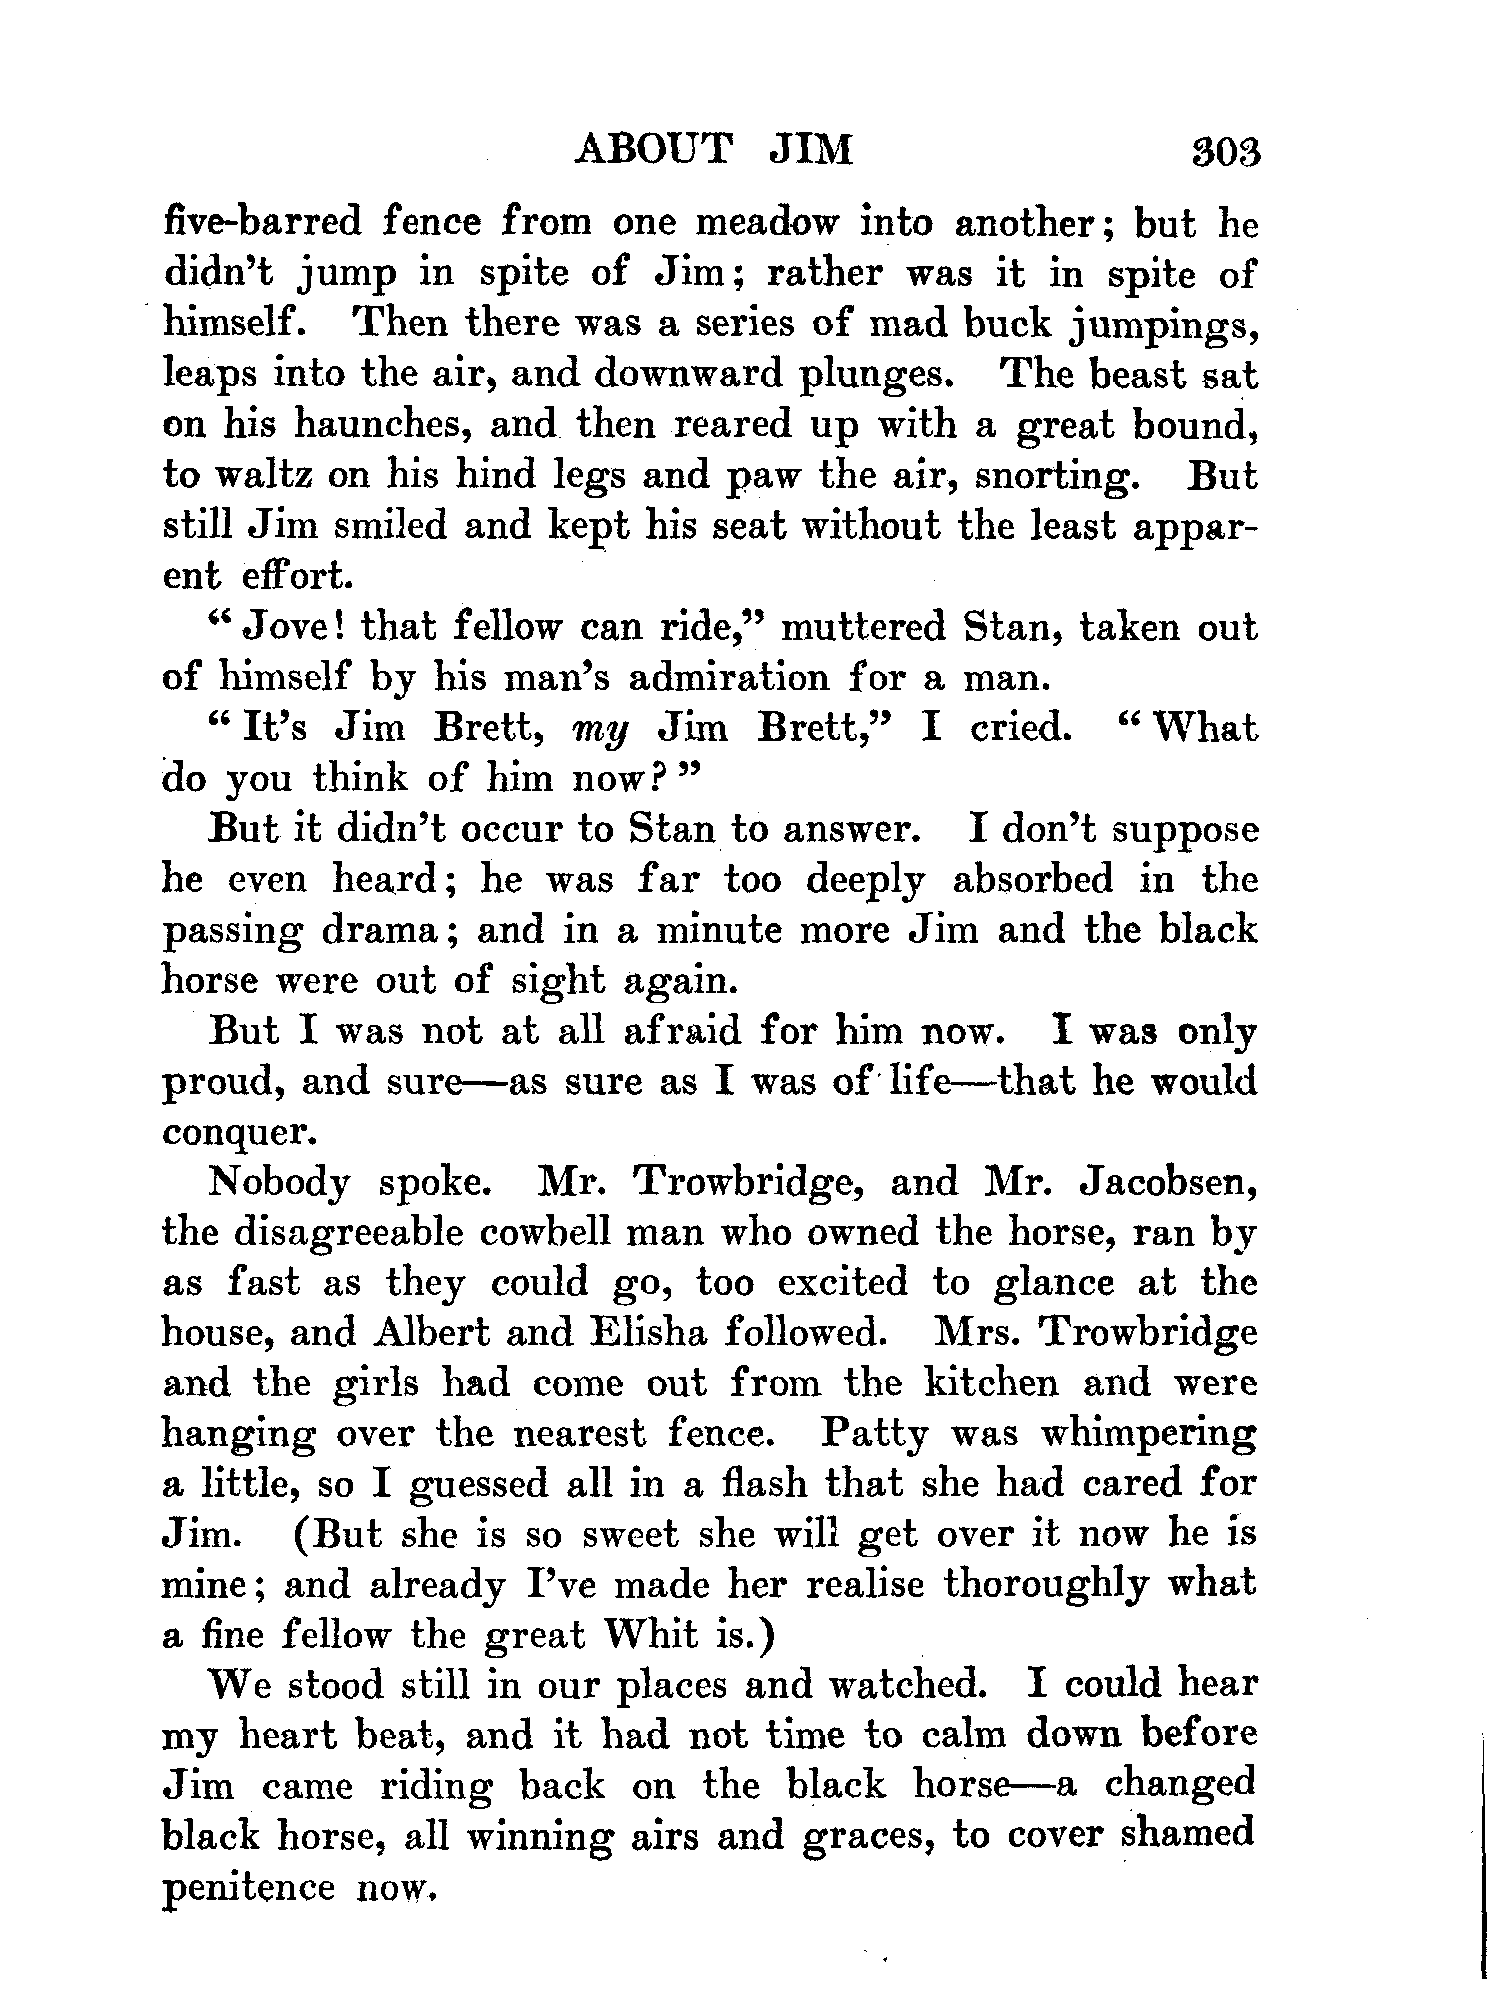 ABOUT JIM 303
five-barred fence from one meadow into another; but he
didn't jump in spite of Jim; rather was it in spite of
himself. Then there was a series of mad buck jumpings,
leaps into the air, and downward plunges. The beast sat
on his haunches, and then reared up with a great bound,
to waltz on his hind legs and paw the air, snorting. But
still Jim smiled and kept his seat without the least appar-
ent effort.
"Jove! that fellow can ride," muttered Stan, taken out
of himself by his man's admiration for a man.
"It's Jim Brett, my Jim Brett," I cried. "What
do you think of him now?"
But it didn't occur to Stan to answer. I don't suppose
he even heard; he was far too deeply absorbed in the
passing drama; and in a minute more Jim and the black
horse were out of sight again.
But I was not at all afraid for him now. I was only
proud, and sure—as sure as I was of life—that he would
conquer.
Nobody spoke. Mr. Trowbridge, and Mr. Jacobsen,
the disagreeable cowbell man who owned the horse, ran by
as fast as they could go, too excited to glance at the
house, and Albert and Elisha followed. Mrs. Trowbridge
and the girls had come out from the kitchen and were
hanging over the nearest fence. Patty was whimpering
a little, so I guessed all in a flash that she had cared for
Jim. (But she is so sweet she will get over it now he is
mine; and already I've made her realise thoroughly what
a fine fellow the great Whit is.)
We stood still in our places and watched. I could hear
my heart beat, and it had not time to calm down before
Jim came riding back on the black horse—a changed
black horse, all winning airs and graces, to cover shamed
penitence now.